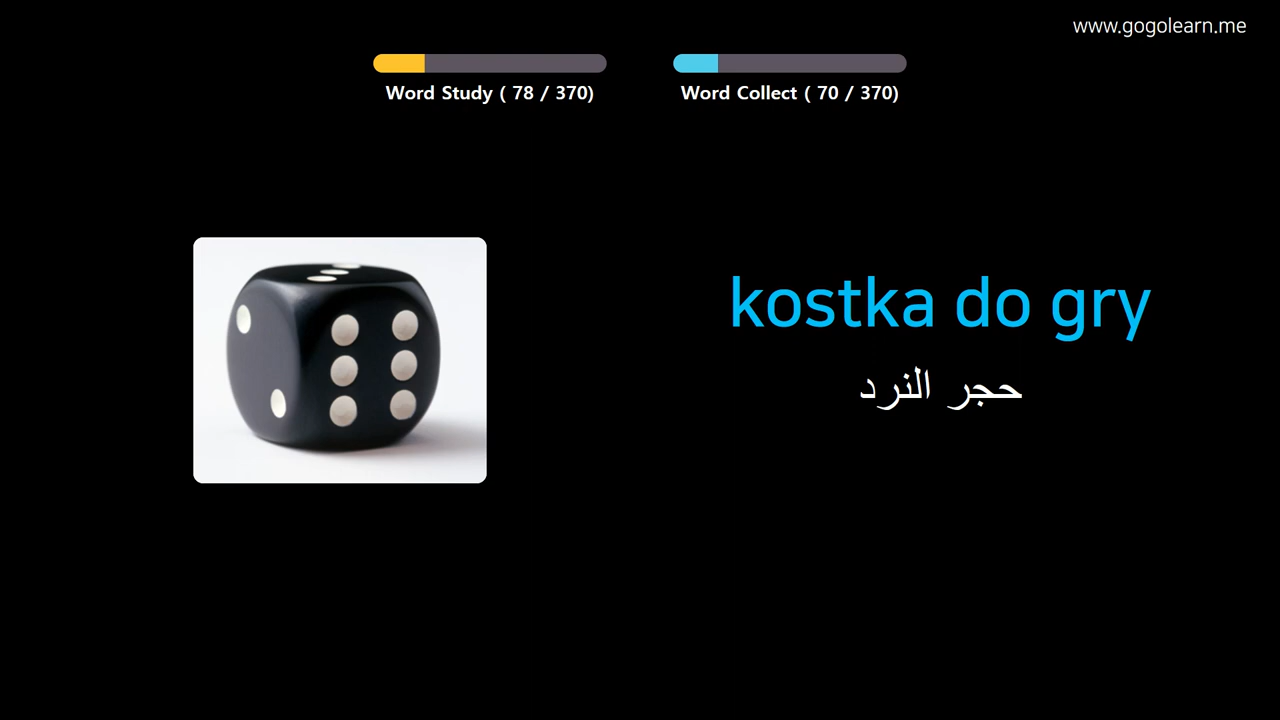 www.gogolearn.me
Word Study ( 78 / 370)
Word Collect ( 70 / 370)
kostka do gry
حجر النرد